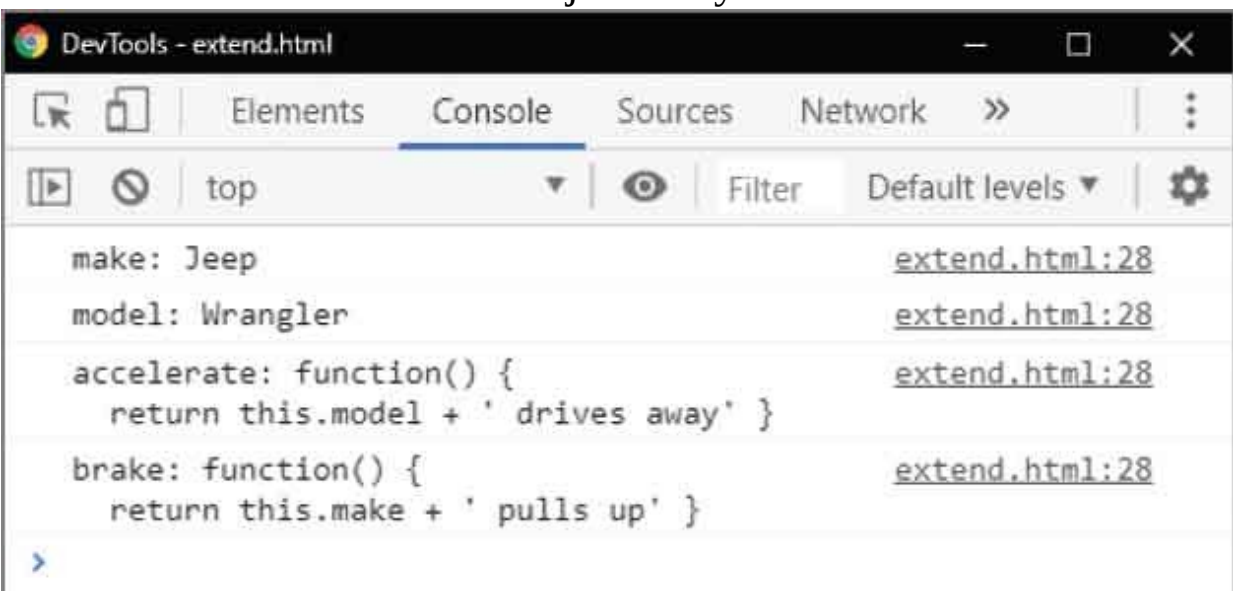 DevTools - extend.html
Elements Console Sources Network »
top Filter Default levels
make: Jeep extend.html:28
model: Wrangler extend.html:28
accelerate: function() { extend.html:28
return this.model + ' drives away' }
brake: function() { extend.html:28
return this.make + ' pulls up' }
>